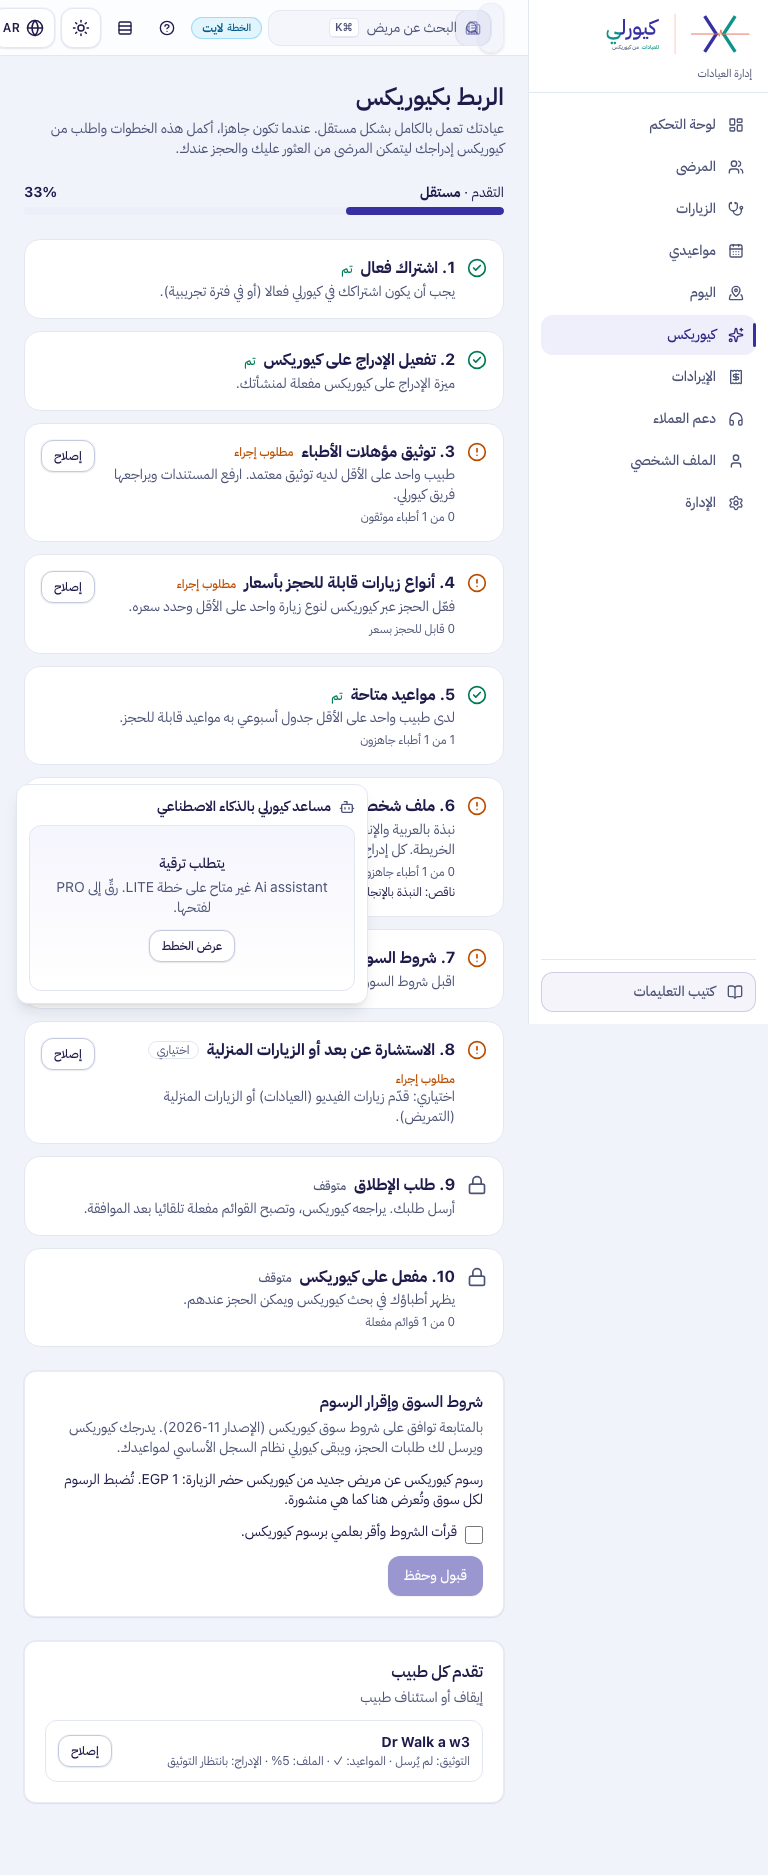 كيورلي
للعيادات من كيوريكس
إدارة العيادات
لوحة التحكم
المرضى
الزيارات
مواعيدي
اليوم
كيوريكس
الإيرادات
دعم العملاء
الملف الشخصي
الإدارة
كتيب التعليمات
البحث عن مريض
⌘K
الخطة لايت
AR
الربط بكيوريكس
عيادتك تعمل بالكامل بشكل مستقل. عندما تكون جاهزا، أكمل هذه الخطوات واطلب من
كيوريكس إدراجك ليتمكن المرضى من العثور عليك والحجز عندك.
التقدم · مستقل
33%
1. اشتراك فعال تم
يجب أن يكون اشتراكك في كيورلي فعالا (أو في فترة تجريبية).
2. تفعيل الإدراج على كيوريكس تم
ميزة الإدراج على كيوريكس مفعلة لمنشأتك.
3. توثيق مؤهلات الأطباء مطلوب إجراء
إصلاح
طبيب واحد على الأقل لديه توثيق معتمد. ارفع المستندات ويراجعها
فريق كيورلي.
0 من 1 أطباء موثقون
4. أنواع زيارات قابلة للحجز بأسعار مطلوب إجراء
إصلاح
فعّل الحجز عبر كيوريكس لنوع زيارة واحد على الأقل وحدد سعره.
0 قابل للحجز بسعر
5. مواعيد متاحة تم
لدى طبيب واحد على الأقل جدول أسبوعي به مواعيد قابلة للحجز.
1 من 1 أطباء جاهزون
6. ملف
نبذة بالعربية
الخريطة. كل
0 من 1 أطباء
ناقص: النبذة
مساعد كيورلي بالذكاء الاصطناعي
يتطلب ترقية
Ai assistant غير متاح على خطة LITE. رقٍّ إلى PRO
لفتحها.
عرض الخطط
7. شروط
اقبل شروط
8. الاستشارة عن بعد أو الزيارات المنزلية اختياري
إصلاح
مطلوب إجراء
اختياري: قدّم زيارات الفيديو (العيادات) أو الزيارات المنزلية
(التمريض).
9. طلب الإطلاق متوقف
أرسل طلبك. يراجعه كيوريكس، وتصبح القوائم مفعلة تلقائيا بعد الموافقة.
10. مفعل على كيوريكس متوقف
يظهر أطباؤك في بحث كيوريكس ويمكن الحجز عندهم.
0 من 1 قوائم مفعلة
شروط السوق وإقرار الرسوم
بالمتابعة توافق على شروط سوق كيوريكس (الإصدار 11-2026). يدرجك كيوريكس
ويرسل لك طلبات الحجز، ويبقى كيورلي نظام السجل الأساسي لمواعيدك.
رسوم كيوريكس عن مريض جديد من كيوريكس حضر الزيارة: EGP 1. تُضبط الرسوم
لكل سوق وتُعرض هنا كما هي منشورة.
قرأت الشروط وأقر بعلمي برسوم كيوريكس.
قبول وحفظ
تقدم كل طبيب
إيقاف أو استئناف طبيب
Dr Walk a w3
التوثيق: لم يُرسل · المواعيد: ✓ · الملف: 5% · الإدراج: بانتظار التوثيق
إصلاح